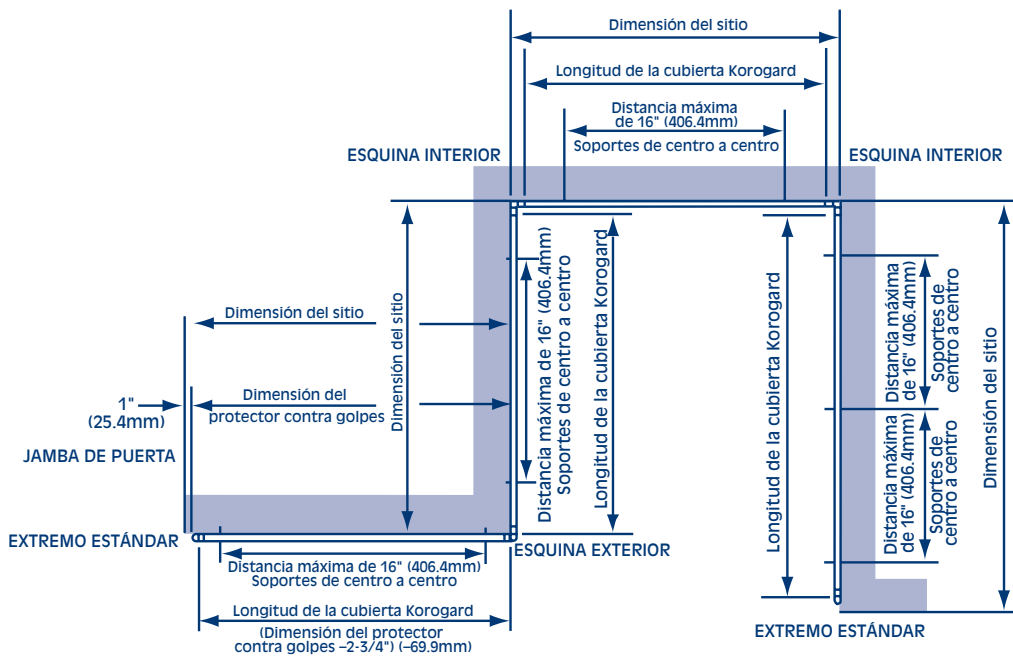 Dimensión del sitio
Longitud de la cubierta Korogard
Distancia máxima
de 16" (406.4mm)
Soportes de centro a centro
ESQUINA INTERIOR
ESQUINA INTERIOR
Dimensión del sitio
Dimensión del
protector contra golpes
1"
(25.4mm)
JAMBA DE PUERTA
Dimensión del sitio
Distancia máxima de 16" (406.4mm)
Soportes de centro a centro
Longitud de la cubierta Korogard
Longitud de la cubierta Korogard
Distancia máxima
de 16" (406.4mm)
Soportes de
centro a centro
Distancia máxima
de 16" (406.4mm)
Soportes de
centro a centro
Dimensión del sitio
EXTREMO ESTÁNDAR
ESQUINA EXTERIOR
Distancia máxima de 16" (406.4mm)
Soportes de centro a centro
Longitud de la cubierta Korogard
(Dimensión del protector
contra golpes –2-3/4") (–69.9mm)
EXTREMO ESTÁNDAR